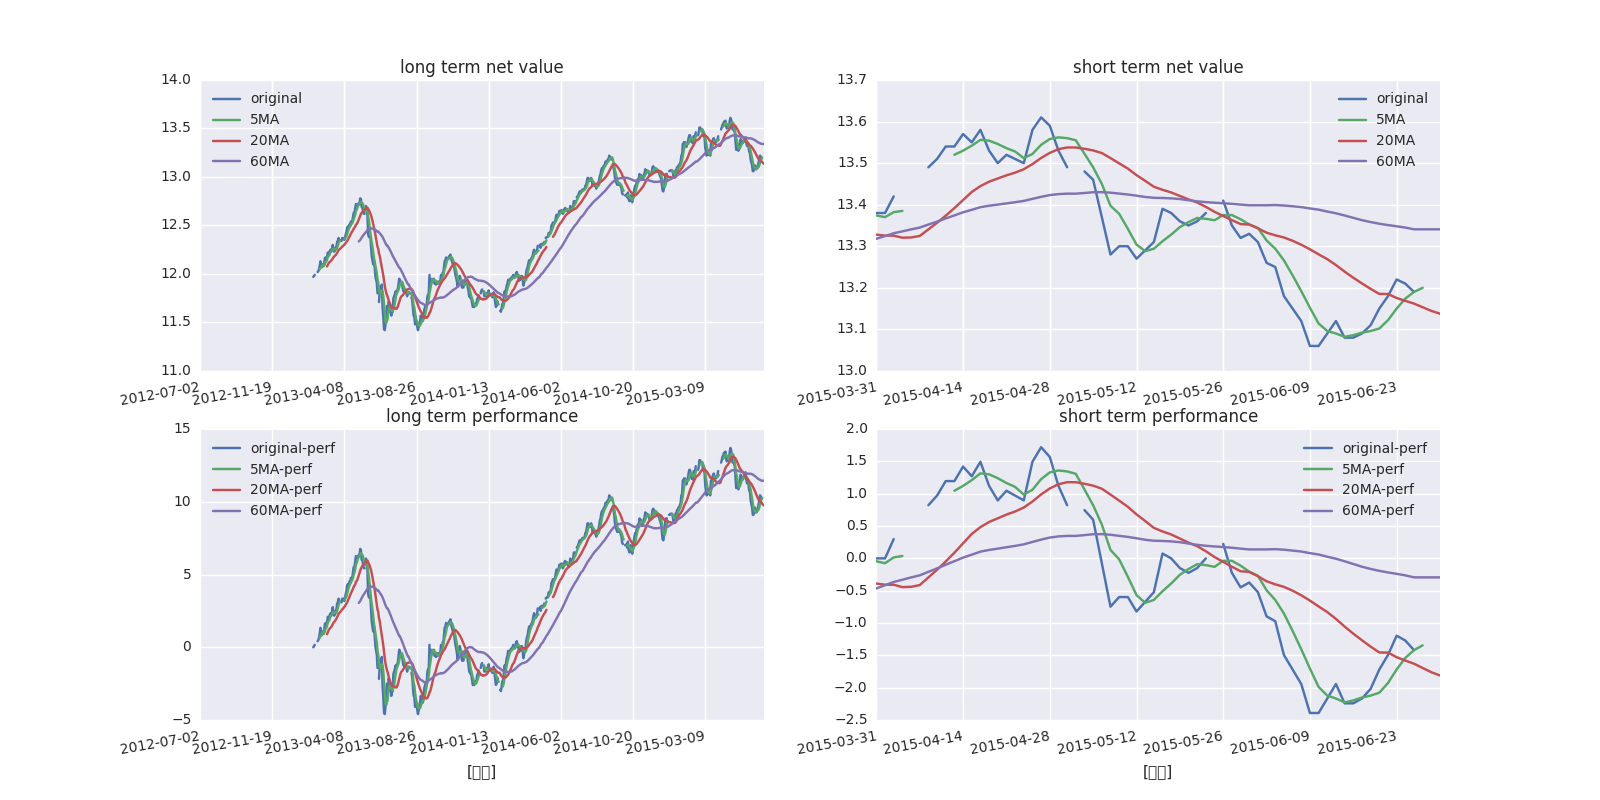 long term net value
14.0
13.5
13.0
12.5
12.0
11.5
11.0
original
5MA
20MA
60MA
2012-07-02 2012-11-19 2013-04-08 2013-08-26 2014-01-13 2014-06-02 2014-10-20 2015-03-09
short term net value
13.7
13.6
13.5
13.4
13.3
13.2
13.1
13.0
original
5MA
20MA
60MA
2015-03-31 2015-04-14 2015-04-28 2015-05-12 2015-05-26 2015-06-09 2015-06-23
long term performance
15
10
5
0
−5
original-perf
5MA-perf
20MA-perf
60MA-perf
2012-07-02 2012-11-19 2013-04-08 2013-08-26 2014-01-13 2014-06-02 2014-10-20 2015-03-09
short term performance
2.0
1.5
1.0
0.5
0.0
−0.5
−1.0
−1.5
−2.0
−2.5
original-perf
5MA-perf
20MA-perf
60MA-perf
2015-03-31 2015-04-14 2015-04-28 2015-05-12 2015-05-26 2015-06-09 2015-06-23